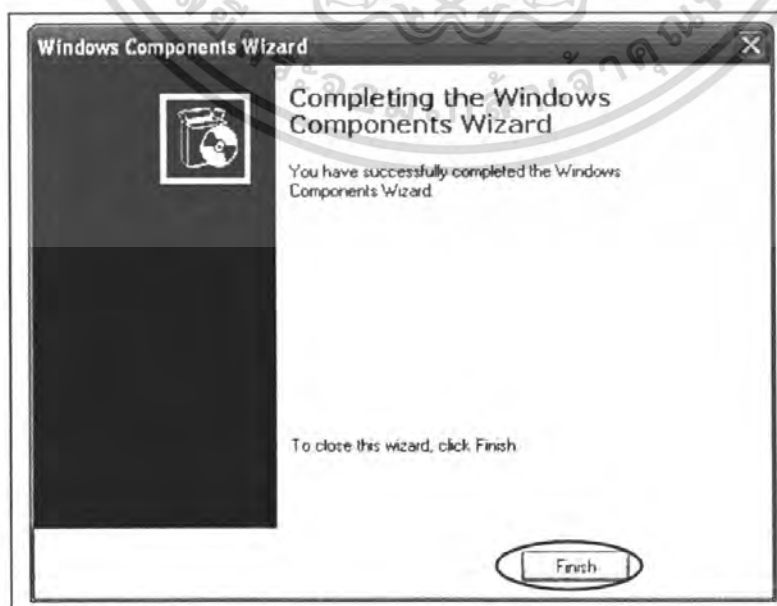 Windows Components Wizard
Completing the Windows
Components Wizard
You have successfully completed the Windows
Components Wizard.
To close this wizard, click Finish
Finish